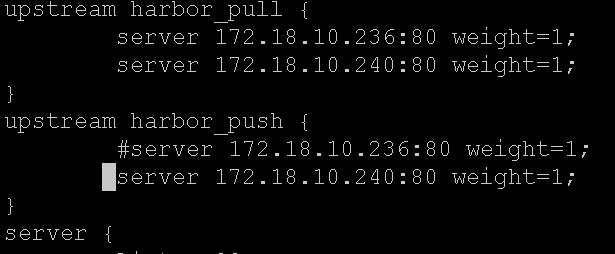 upstream harbor_pull {
        server 172.18.10.236:80 weight=1;
        server 172.18.10.240:80 weight=1;
}
upstream harbor_push {
        #server 172.18.10.236:80 weight=1;
        server 172.18.10.240:80 weight=1;
}
server {